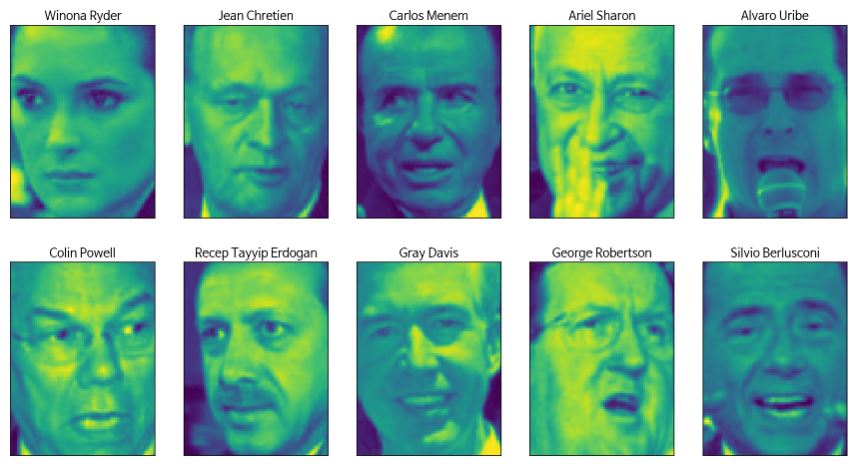 Winona Ryder
Jean Chretien
Carlos Menem
Ariel Sharon
Alvaro Uribe
Colin Powell
Recep Tayyip Erdogan
Gray Davis
George Robertson
Silvio Berlusconi